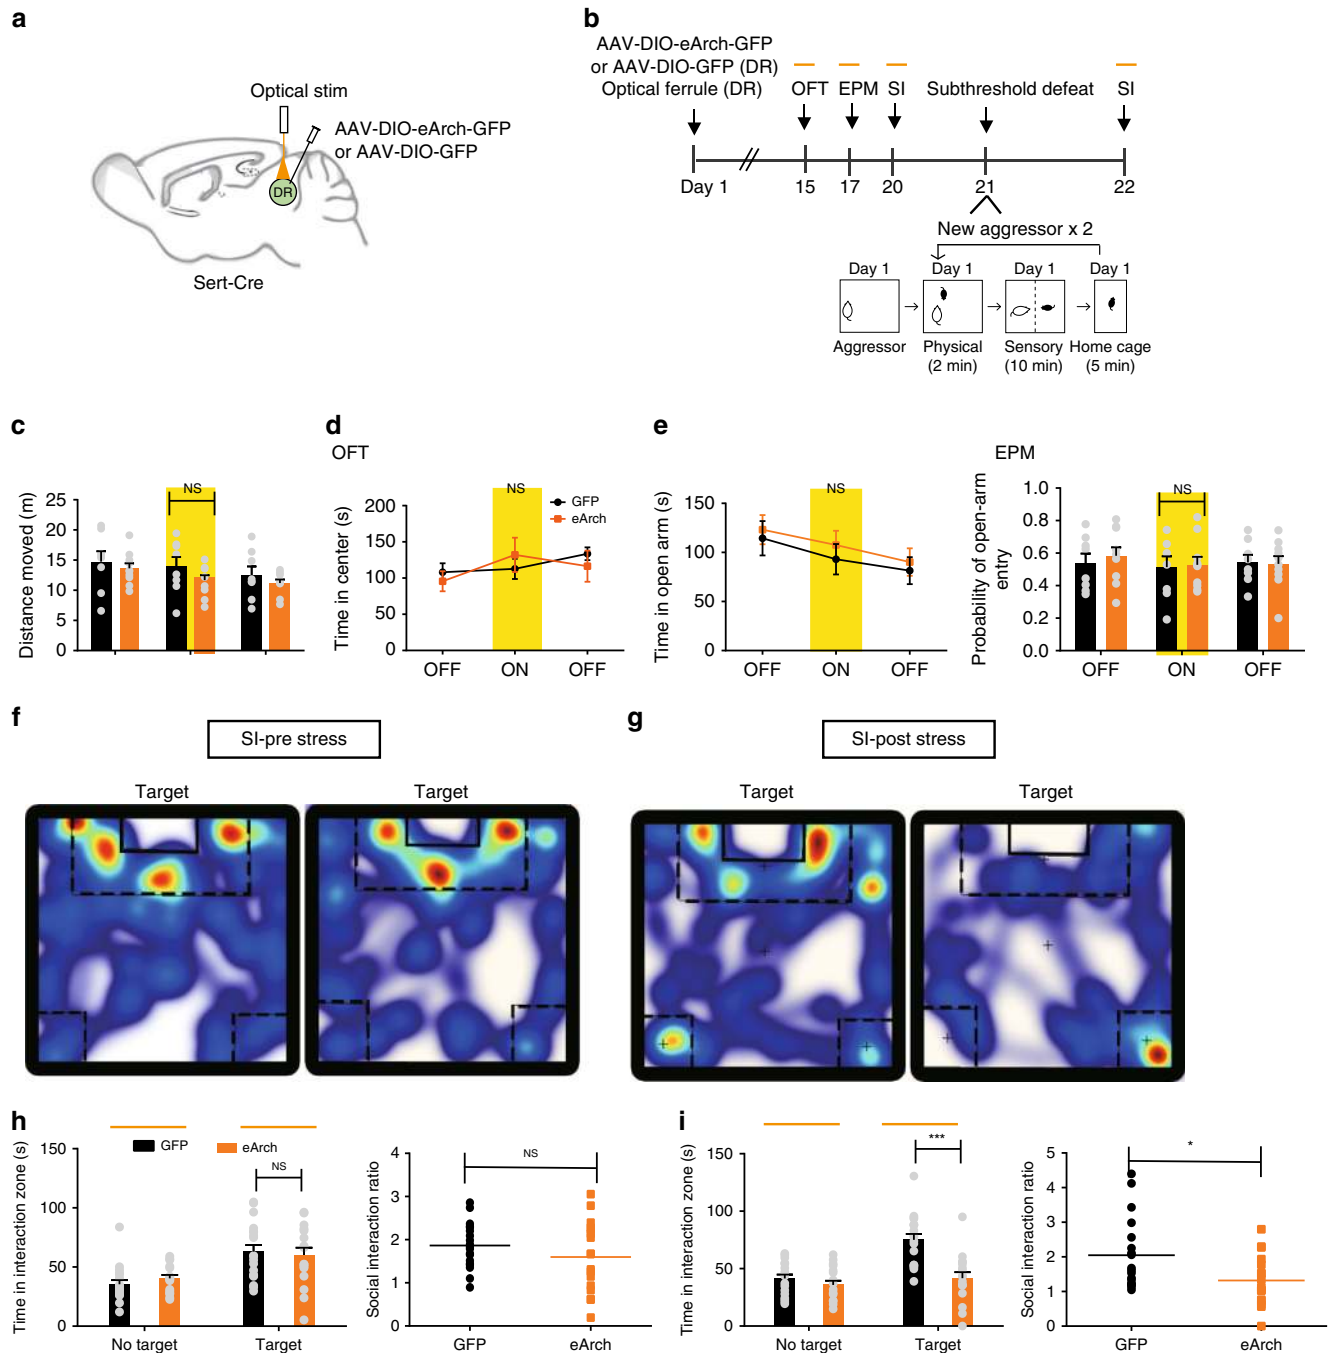 a
Optical stim
AAV-DIO-eArch-GFP
or AAV-DIO-GFP
DR
Sert-Cre
b
AAV-DIO-eArch-GFP
or AAV-DIO-GFP (DR)
Optical ferrule (DR)
OFT
EPM
SI
Subthreshold defeat
SI
Day 1
15
17
20
21
22
New aggressor x 2
Day 1
Day 1
Day 1
Day 1
Aggressor
Physical
(2 min)
Sensory
(10 min)
Home cage
(5 min)
c
Distance moved (m)
25
20
15
10
5
0
NS
d
OFT
Time in center (s)
200
150
100
50
0
NS
GFP
eArch
OFF
ON
OFF
e
EPM
Time in open arm (s)
150
100
50
0
NS
OFF
ON
OFF
Probability of open-arm
entry
1.0
0.8
0.6
0.4
0.2
0.0
NS
OFF
ON
OFF
f
SI-pre stress
Target
Target
g
SI-post stress
Target
Target
h
Time in interaction zone (s)
150
100
50
0
GFP
eArch
NS
No target
Target
Social interaction ratio
4
3
2
1
0
NS
GFP
eArch
i
Time in interaction zone (s)
150
100
50
0
***
No target
Target
Social interaction ratio
5
4
3
2
1
0
*
GFP
eArch